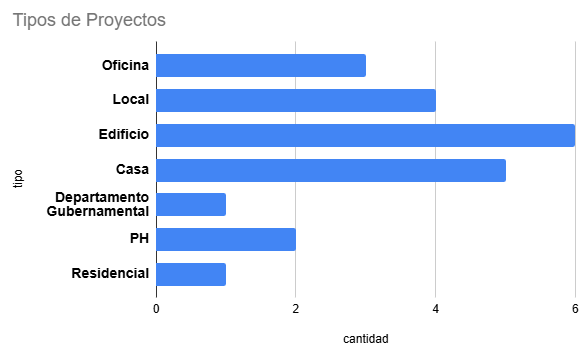 Tipos de Proyectos
Oficina
Local
Edificio
Casa
Departamento
Gubernamental
PH
Residencial
tipo
0 2 4 6
cantidad